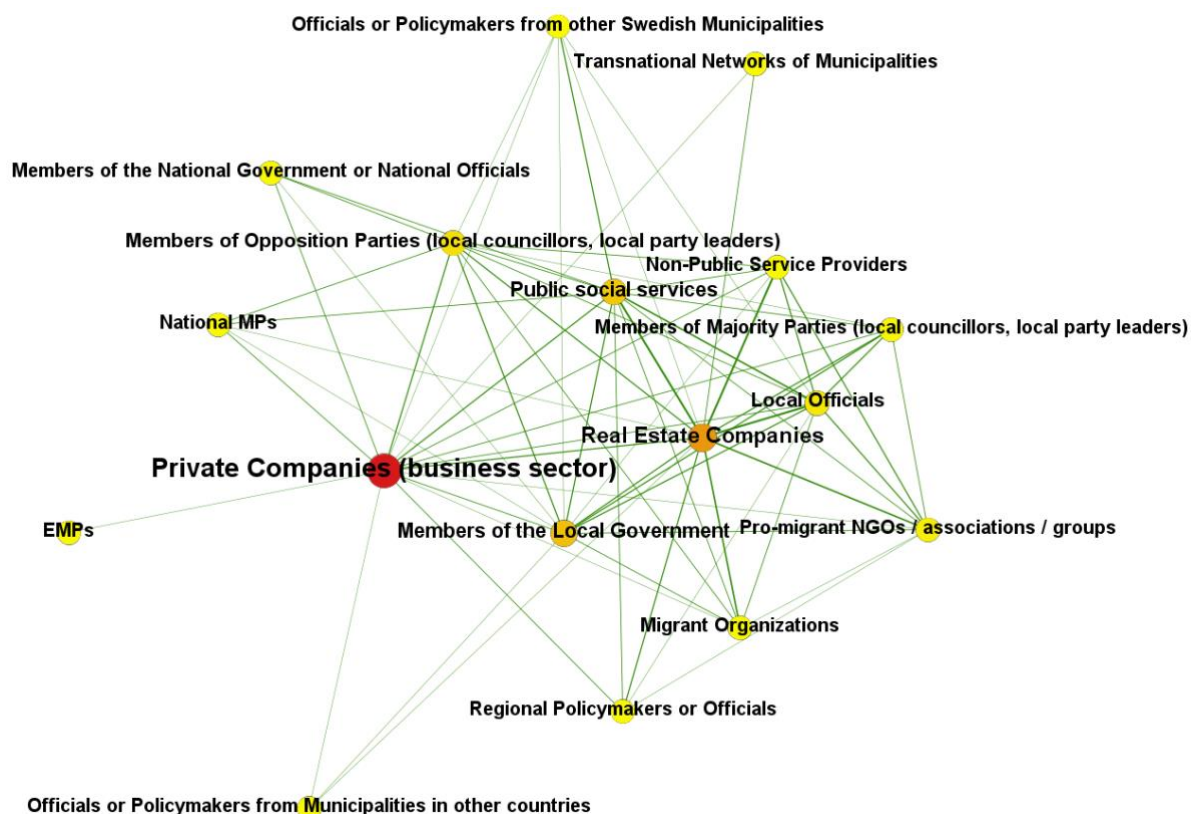 Officials or Policymakers from other Swedish Municipalities
Transnational Networks of Municipalities
Members of the National Government or National Officials
Members of Opposition Parties (local councillors, local party leaders)
Non-Public Service Providers
Public social services
National MPs
Members of Majority Parties (local councillors, local party leaders)
Local Officials
Real Estate Companies
Private Companies (business sector)
EMPs
Members of the Local Government
Pro-migrant NGOs / associations / groups
Migrant Organizations
Regional Policymakers or Officials
Officials or Policymakers from Municipalities in other countries